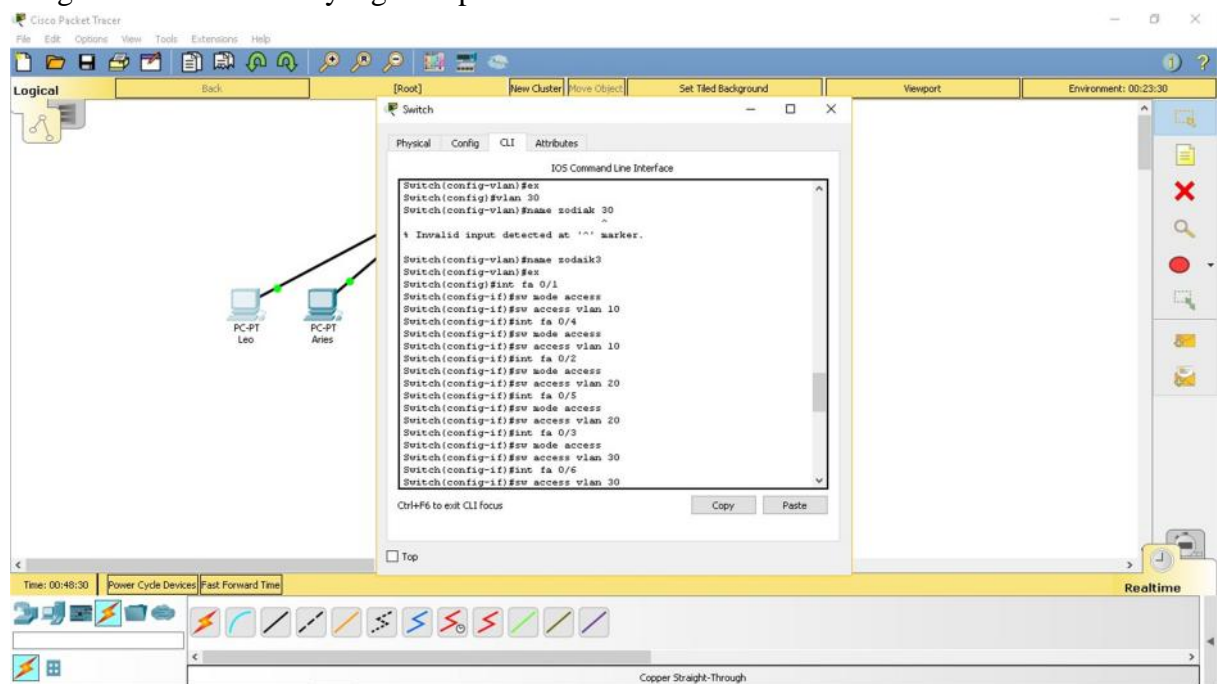 Cisco Packet Tracer
File Edit Options View Tools Extensions Help
Logical Back [Root] New Cluster Move Object Set Tiled Background Viewport Environment: 00:23:30
Switch
Physical Config CLI Attributes
IOS Command Line Interface
Switch(config-vlan)#ex
Switch(config)#vlan 30
Switch(config-vlan)#name zodiak 30
^
% Invalid input detected at '^' marker.
Switch(config-vlan)#name zodaik3
Switch(config-vlan)#ex
Switch(config)#int fa 0/1
Switch(config-if)#sw mode access
Switch(config-if)#sw access vlan 10
Switch(config-if)#int fa 0/4
Switch(config-if)#sw mode access
Switch(config-if)#sw access vlan 10
Switch(config-if)#int fa 0/2
Switch(config-if)#sw mode access
Switch(config-if)#sw access vlan 20
Switch(config-if)#int fa 0/5
Switch(config-if)#sw mode access
Switch(config-if)#sw access vlan 20
Switch(config-if)#int fa 0/3
Switch(config-if)#sw mode access
Switch(config-if)#sw access vlan 30
Switch(config-if)#int fa 0/6
Switch(config-if)#sw access vlan 30
PC-PT
Leo
PC-PT
Aries
Ctrl+F6 to exit CLI focus Copy Paste
Top
Time: 00:48:30 Power Cycle Devices Fast Forward Time Realtime
Copper Straight-Through